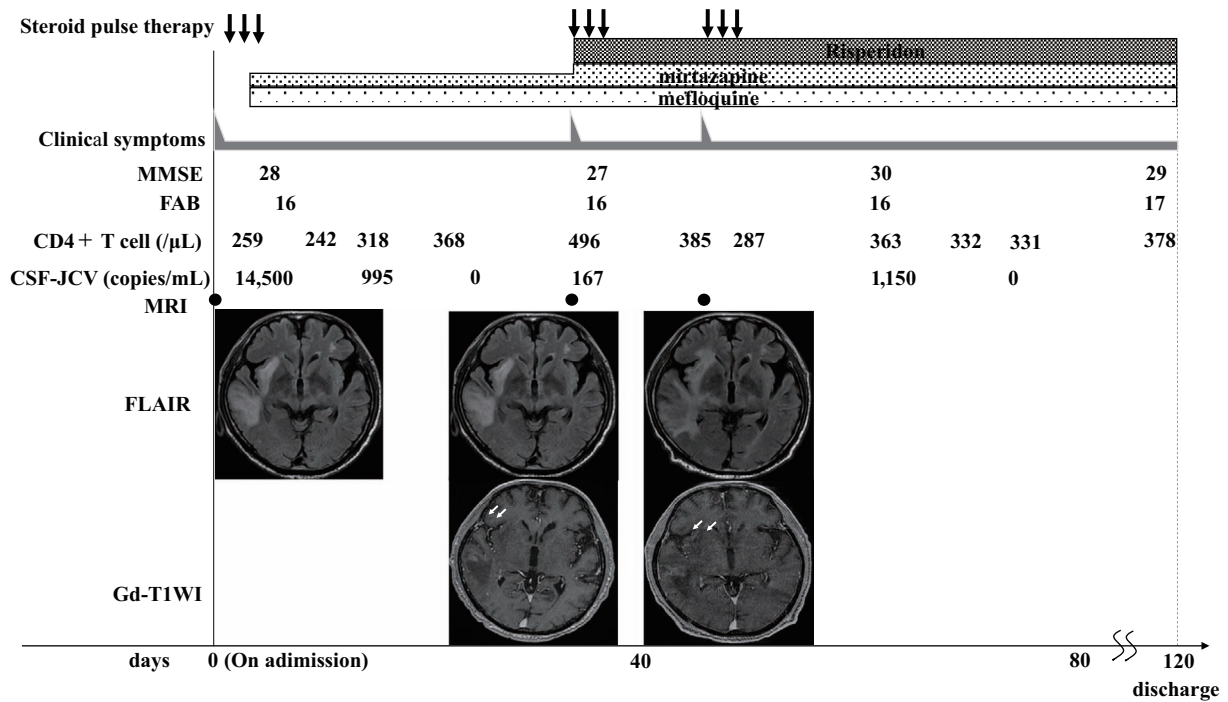 Steroid pulse therapy
Risperidon
mirtazapine
mefloquine
Clinical symptoms
MMSE 28 27 30 29
FAB 16 16 16 17
CD4+ T cell (/μL) 259 242 318 368 496 385 287 363 332 331 378
CSF-JCV (copies/mL) 14,500 995 0 167 1,150 0
MRI
FLAIR
Gd-T1WI
days 0 (On adimission) 40 80 120
discharge